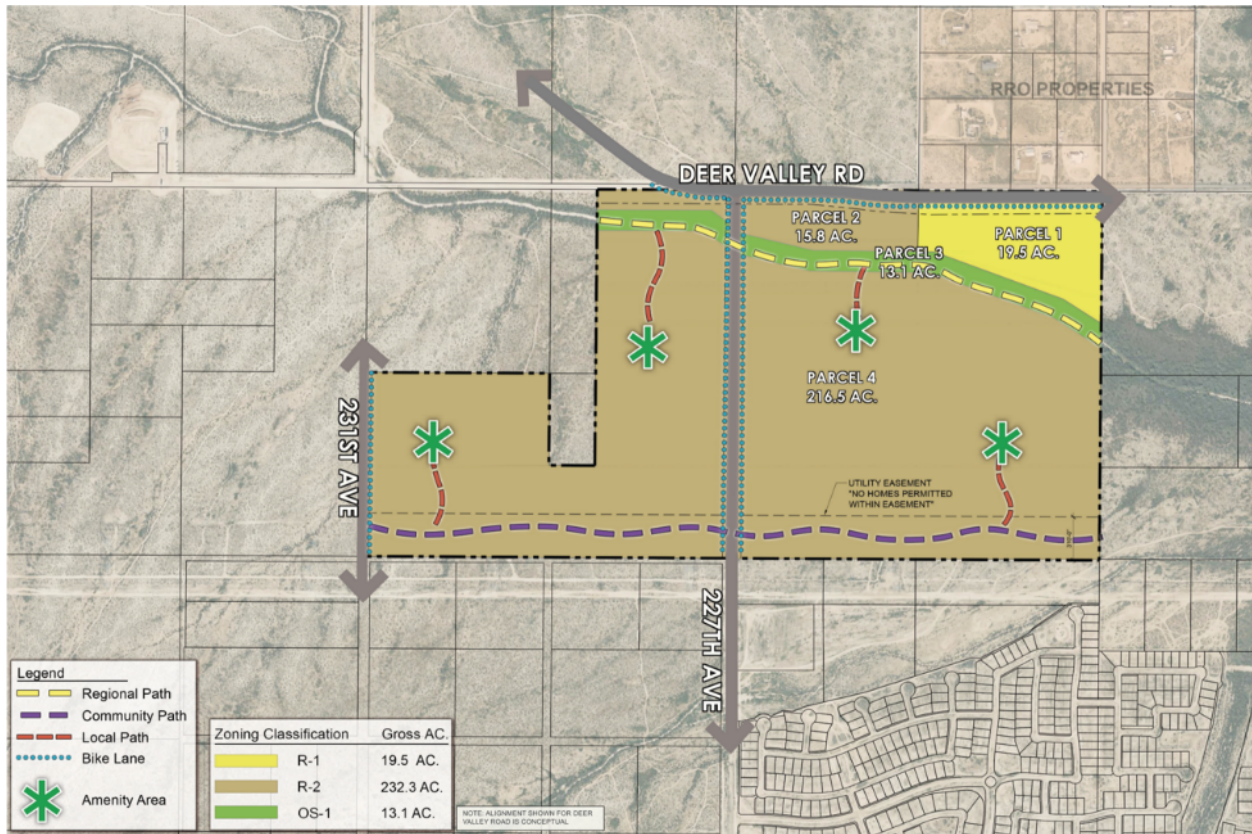 RRO PROPERTIES
DEER VALLEY RD
PARCEL 2
15.8 AC.
PARCEL 1
19.5 AC.
PARCEL 3
13.1 AC.
PARCEL 4
216.5 AC.
231ST AVE
UTILITY EASEMENT
"NO HOMES PERMITTED
WITHIN EASEMENT"
227TH AVE
Legend
Regional Path
Community Path
Local Path
Bike Lane
Amenity Area
Zoning Classification Gross AC.
R-1 19.5 AC.
R-2 232.3 AC.
OS-1 13.1 AC.
NOTE: ALIGNMENT SHOWN FOR DEER
VALLEY ROAD IS CONCEPTUAL